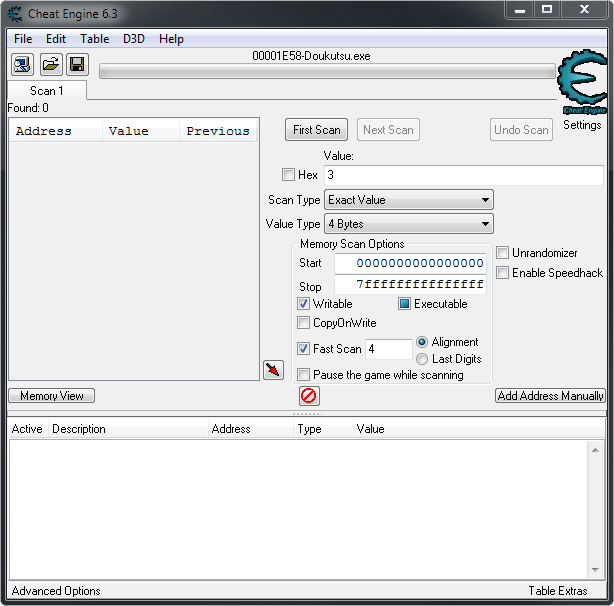 Cheat Engine 6.3
File Edit Table D3D Help
00001E58-Doukutsu.exe
Cheat Engine
Settings
Scan 1
Found: 0
Address Value Previous
First Scan Next Scan Undo Scan
Value:
Hex 3
Scan Type Exact Value
Value Type 4 Bytes
Memory Scan Options
Start 0000000000000000
Stop 7fffffffffffffff
Writable Executable
CopyOnWrite
Fast Scan 4 Alignment
Last Digits
Pause the game while scanning
Unrandomizer
Enable Speedhack
Memory View Add Address Manually
Active Description Address Type Value
Advanced Options Table Extras